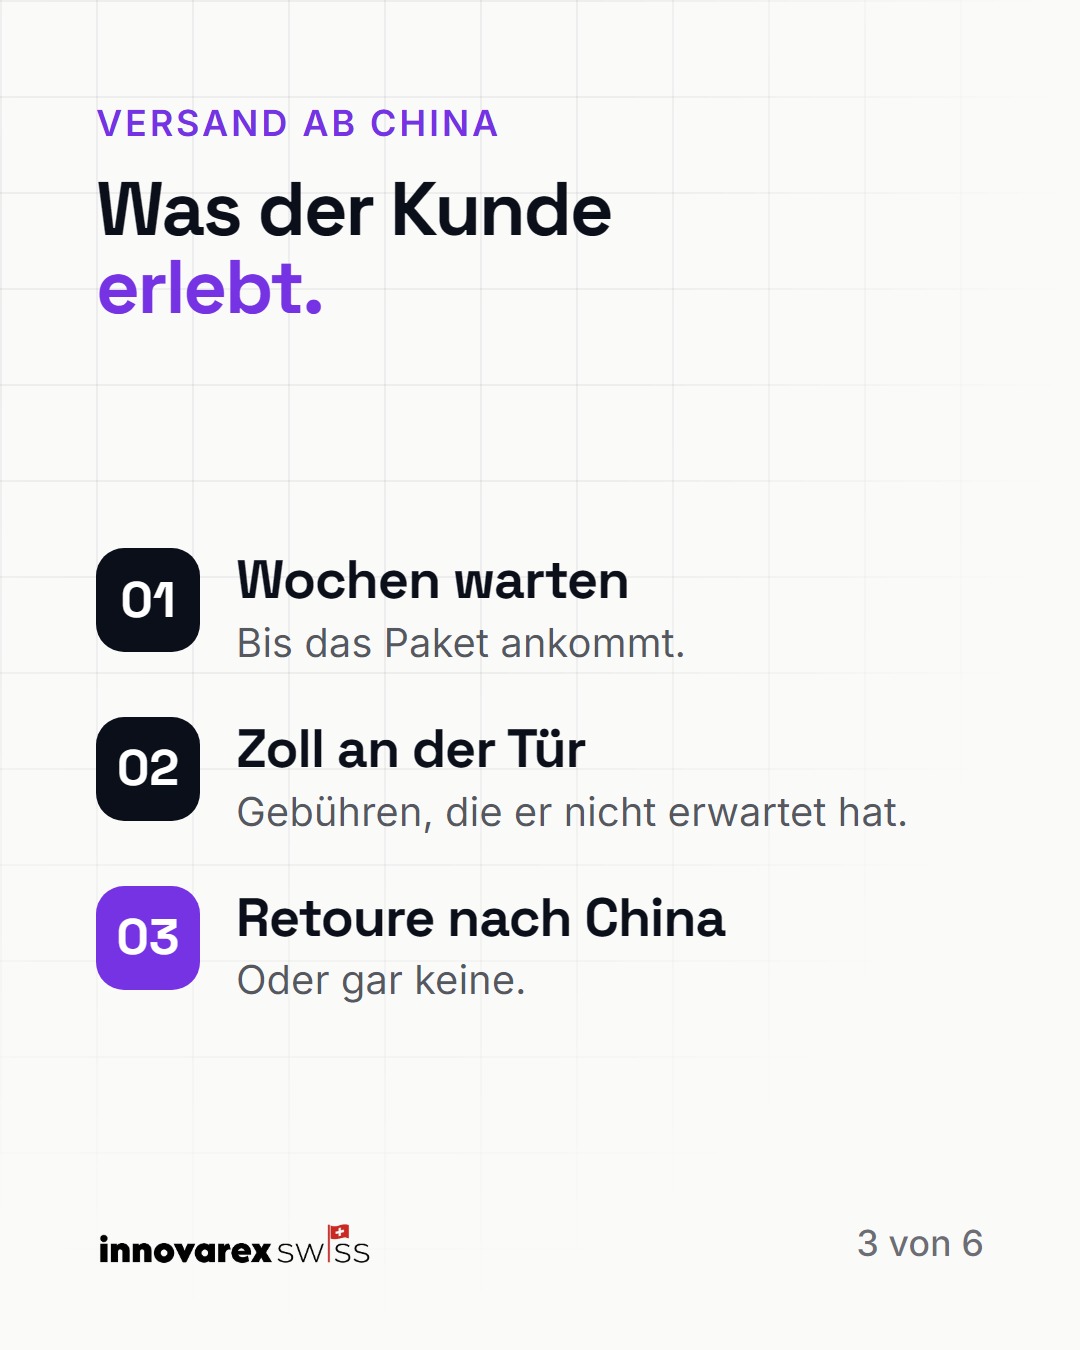 VERSAND AB CHINA
Was der Kunde
erlebt.
01
Wochen warten
Bis das Paket ankommt.
02
Zoll an der Tür
Gebühren, die er nicht erwartet hat.
03
Retoure nach China
Oder gar keine.
innovarex swiss
3 von 6